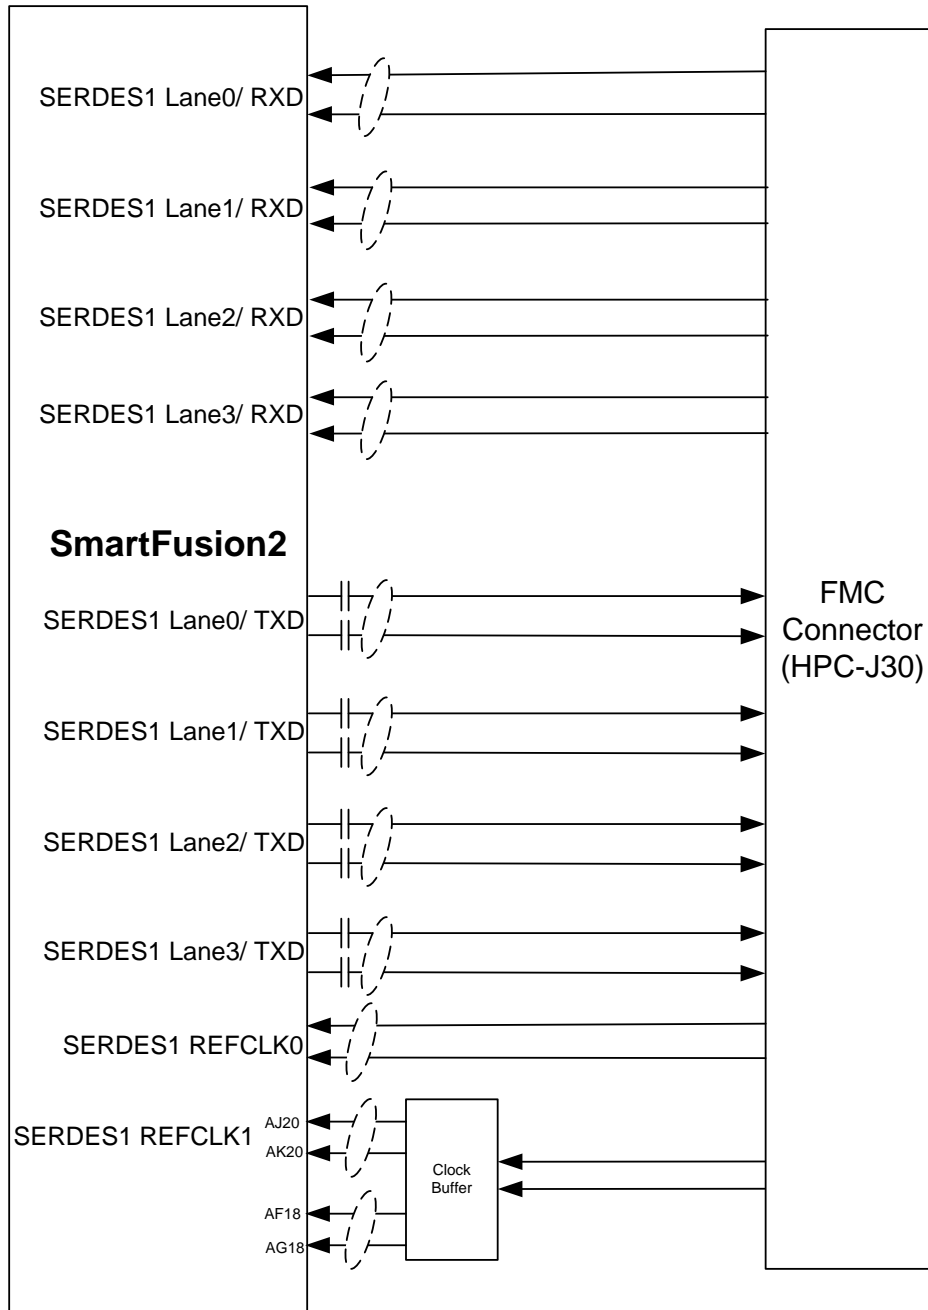 SERDES1 Lane0/ RXD
SERDES1 Lane1/ RXD
SERDES1 Lane2/ RXD
SERDES1 Lane3/ RXD
SmartFusion2
SERDES1 Lane0/ TXD
FMC
Connector
(HPC-J30)
SERDES1 Lane1/ TXD
SERDES1 Lane2/ TXD
SERDES1 Lane3/ TXD
SERDES1 REFCLK0
SERDES1 REFCLK1
AJ20
AK20
Clock
Buffer
AF18
AG18